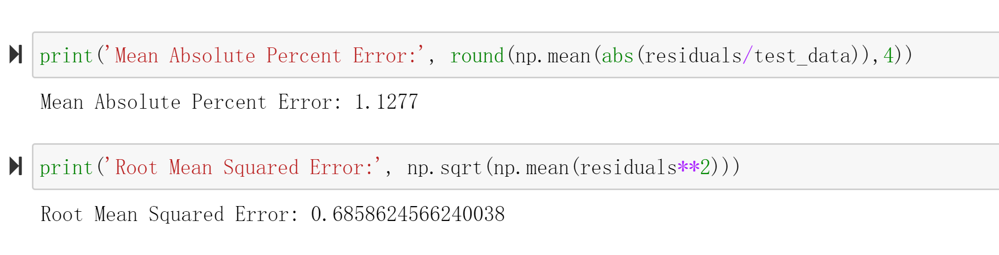 print('Mean Absolute Percent Error:', round(np.mean(abs(residuals/test_data)),4))
Mean Absolute Percent Error: 1.1277
print('Root Mean Squared Error:', np.sqrt(np.mean(residuals**2)))
Root Mean Squared Error: 0.6858624566240038